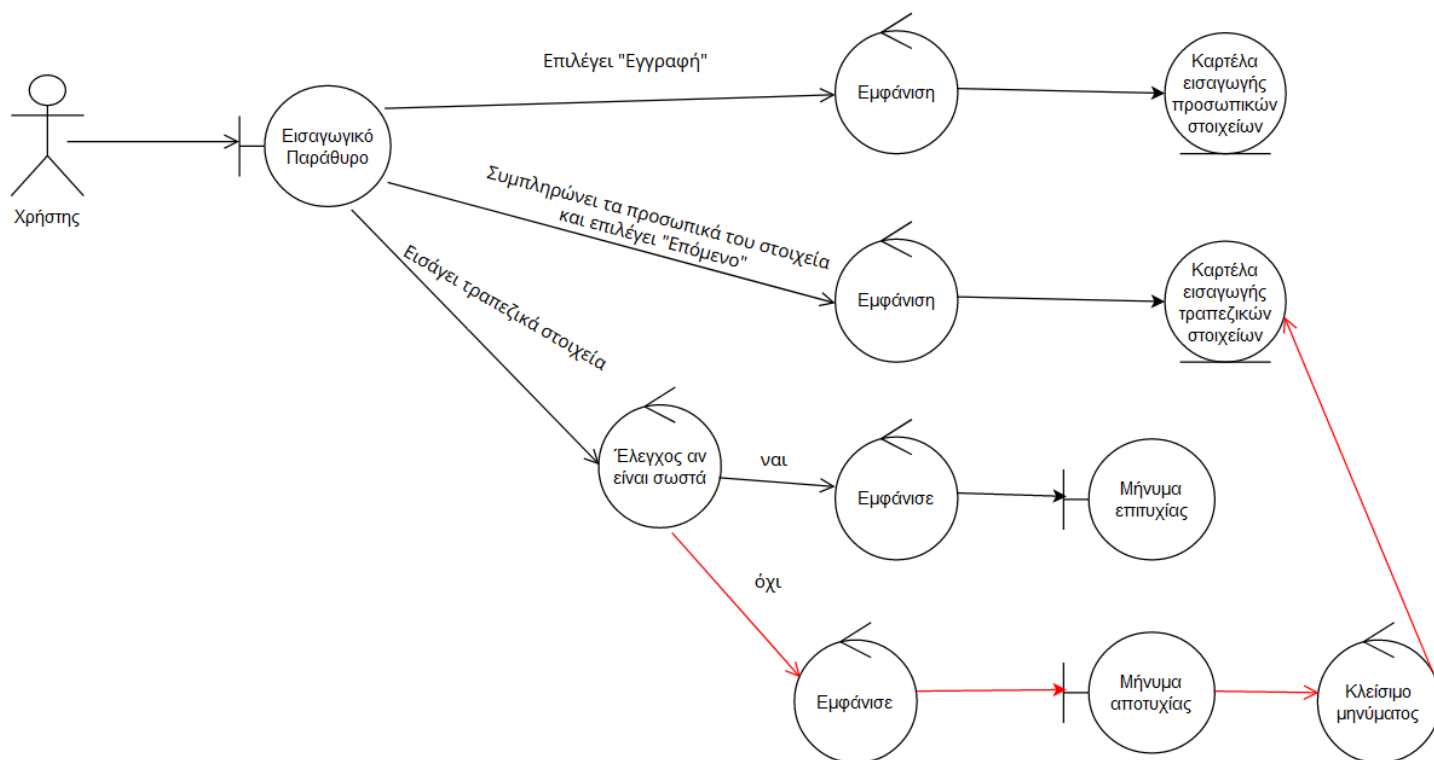 Επιλέγει "Εγγραφή"
Εμφάνιση
Καρτέλα
εισαγωγής
προσωπικών
στοιχείων
Εισαγωγικό
Παράθυρο
Χρήστης
Συμπληρώνει τα προσωπικά του στοιχεία
και επιλέγει "Επόμενο"
Εμφάνιση
Καρτέλα
εισαγωγής
τραπεζικών
στοιχείων
Εισάγει τραπεζικά στοιχεία
Έλεγχος αν
είναι σωστά
ναι
Εμφάνισε
Μήνυμα
επιτυχίας
όχι
Εμφάνισε
Μήνυμα
αποτυχίας
Κλείσιμο
μηνύματος